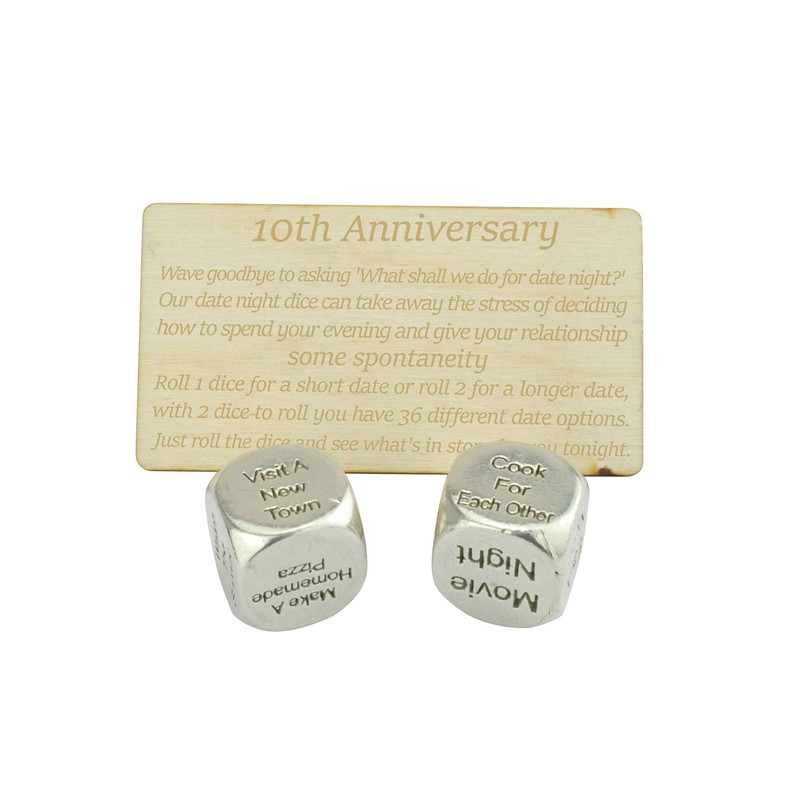 10th Anniversary
Wave goodbye to asking 'What shall we do for date night?'
Our date night dice can take away the stress of deciding
how to spend your evening and give your relationship
some spontaneity
Roll 1 dice for a short date or roll 2 for a longer date,
with 2 dice to roll you have 36 different date options.
Just roll the dice and see what's in store you tonight.
Visit A
New
Town
Make A
Homemade
Pizza
Cook
For
Each Other
Movie
Night